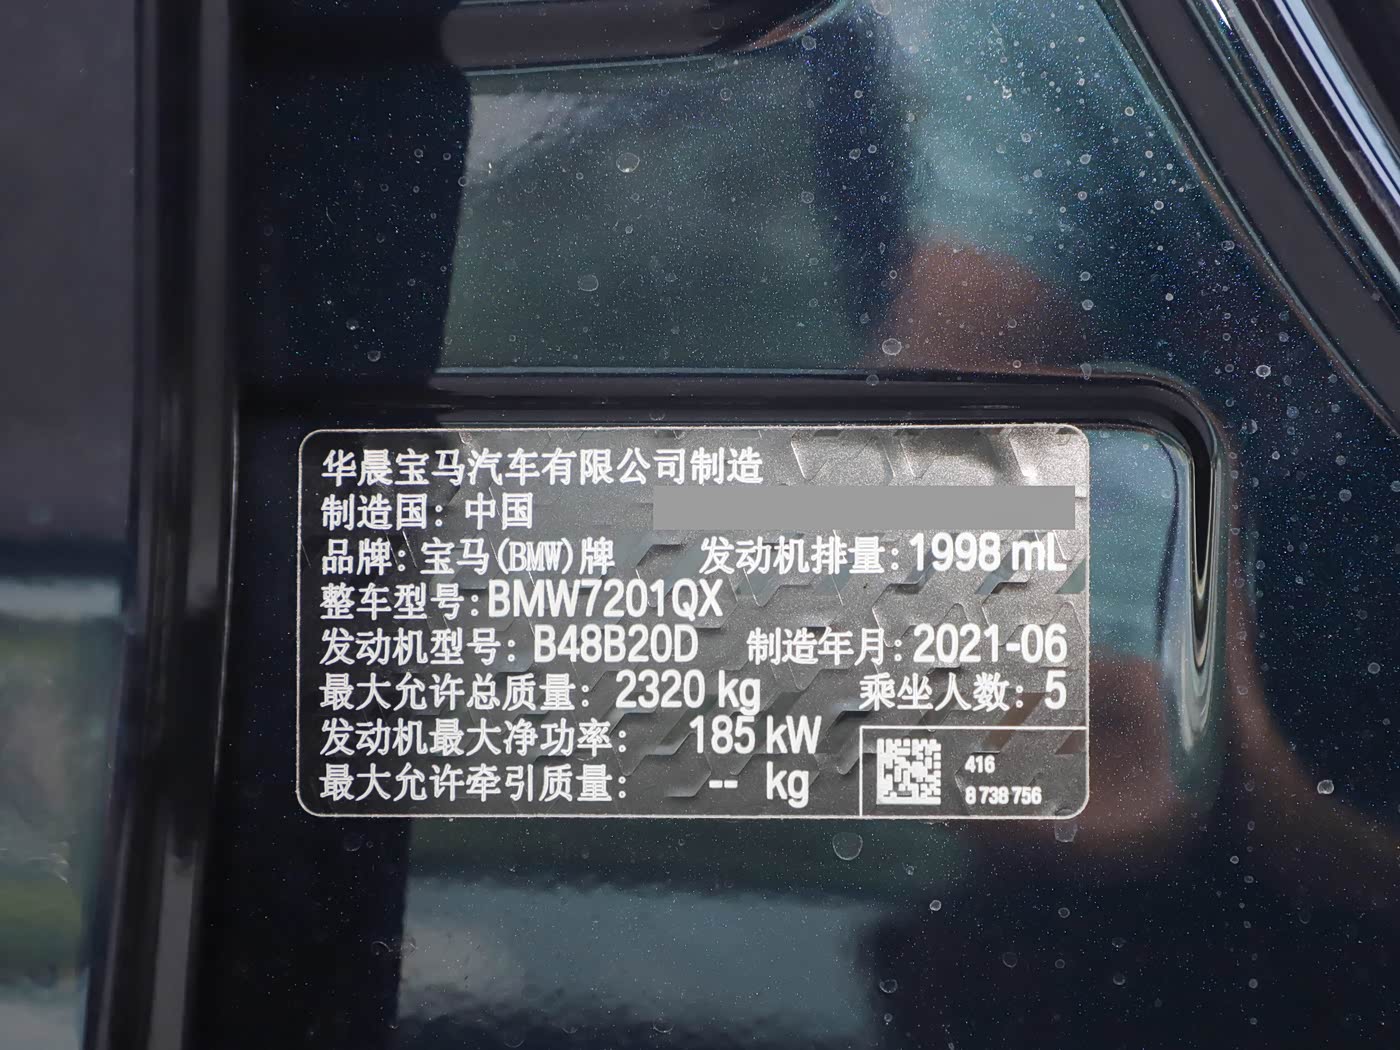 华晨宝马汽车有限公司制造
制造国：中国
品牌：宝马(BMW)牌 发动机排量：1998 mL
整车型号：BMW7201QX
发动机型号：B48B20D 制造年月：2021-06
最大允许总质量：2320 kg 乘坐人数：5
发动机最大净功率： 185 kW
最大允许牵引质量： -- kg
416
8 738 756